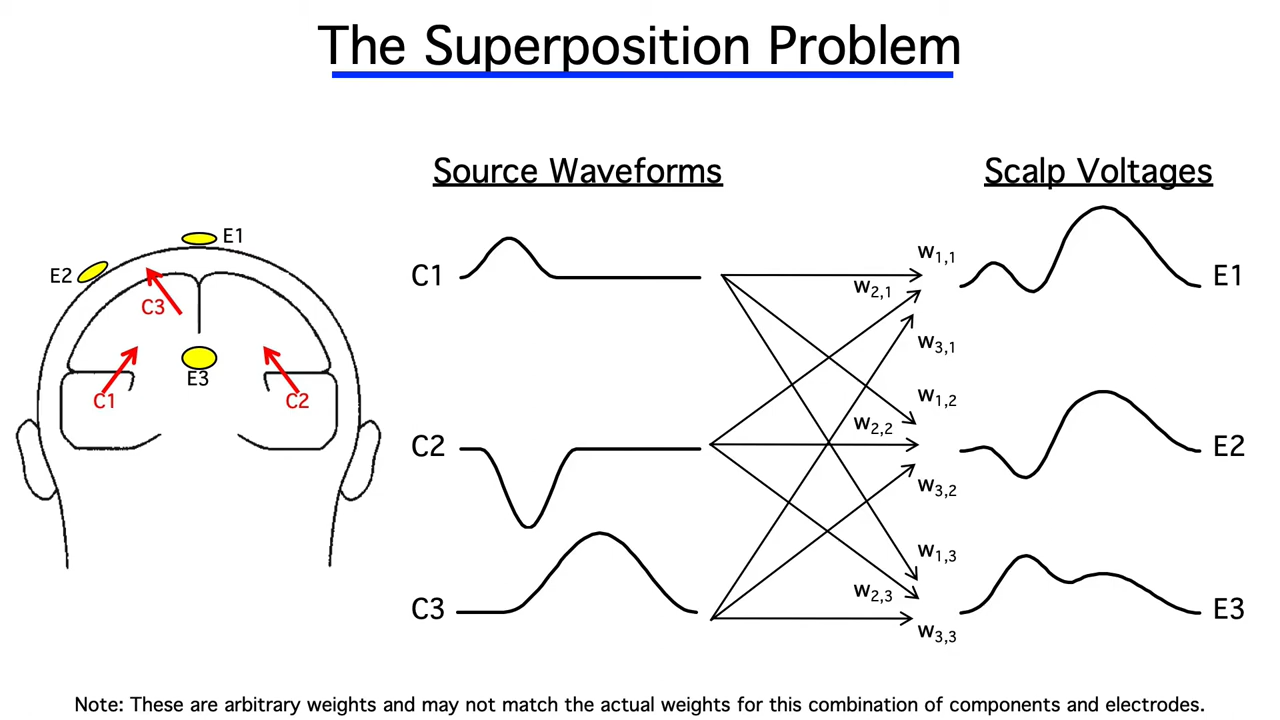 The Superposition Problem
Source Waveforms
Scalp Voltages
E1
E2
C3
E3
C1
C2
C1
C2
C3
w1,1
w2,1
w3,1
w1,2
w2,2
w3,2
w1,3
w2,3
w3,3
E1
E2
E3
Note: These are arbitrary weights and may not match the actual weights for this combination of components and electrodes.